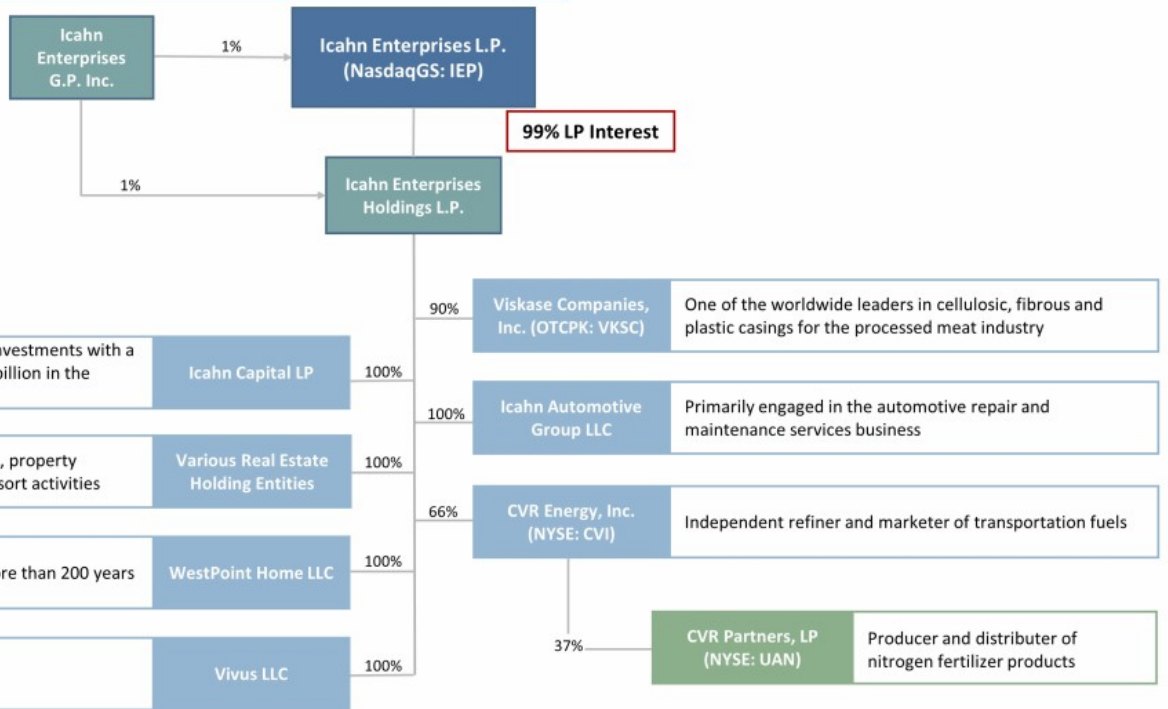 Icahn
Enterprises
G.P. Inc.
1%
Icahn Enterprises L.P.
(NasdaqGS: IEP)
99% LP Interest
1%
Icahn Enterprises
Holdings L.P.
90%
Viskase Companies,
Inc. (OTCPK: VKSC)
One of the worldwide leaders in cellulosic, fibrous and
plastic casings for the processed meat industry
nvestments with a
billion in the
Icahn Capital LP
100%
100%
Icahn Automotive
Group LLC
Primarily engaged in the automotive repair and
maintenance services business
, property
sort activities
Various Real Estate
Holding Entities
100%
66%
CVR Energy, Inc.
(NYSE: CVI)
Independent refiner and marketer of transportation fuels
re than 200 years
WestPoint Home LLC
100%
37%
CVR Partners, LP
(NYSE: UAN)
Producer and distributer of
nitrogen fertilizer products
Vivus LLC
100%